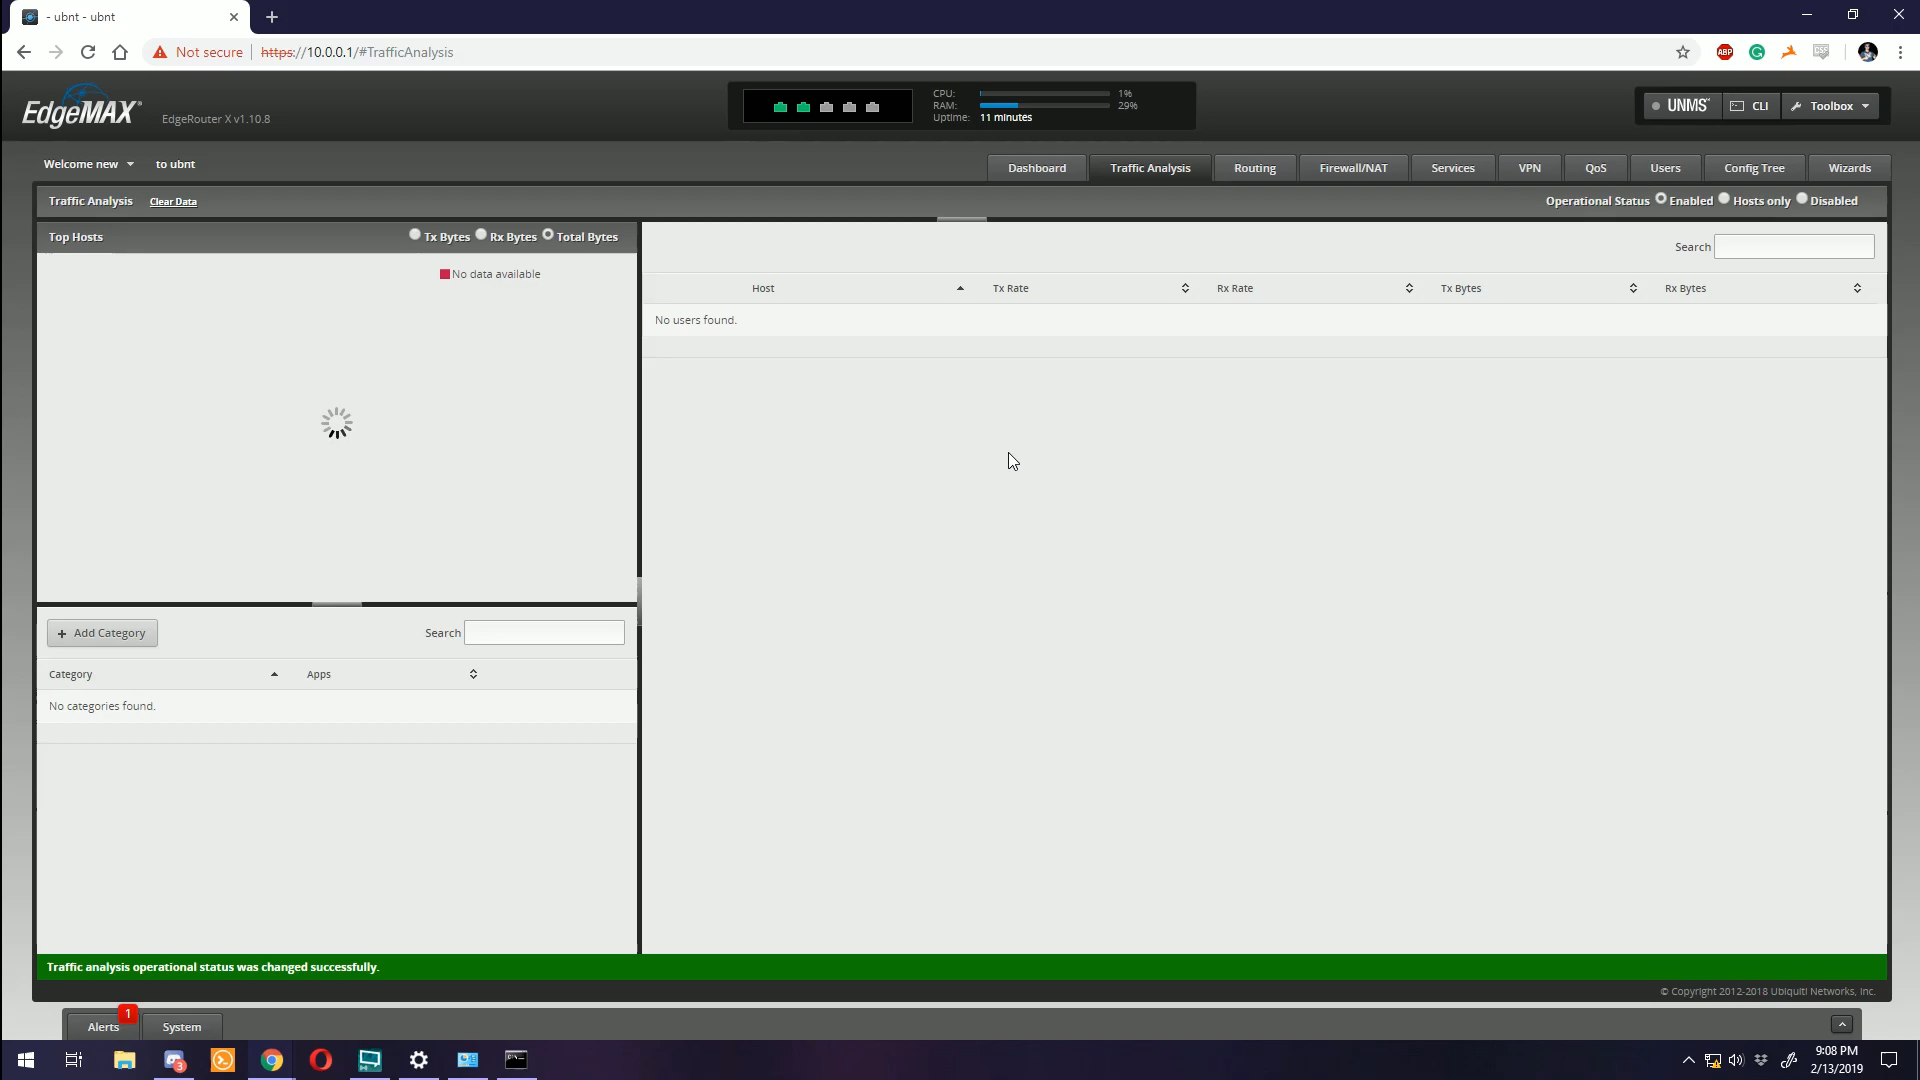 - ubnt - ubnt
Not secure
https://10.0.0.1/#TrafficAnalysis
ABP
EdgeMAX
EdgeRouter X v1.10.8
CPU: 1%
RAM: 29%
Uptime: 11 minutes
UNMS
CLI
Toolbox
Welcome new
to ubnt
Dashboard
Traffic Analysis
Routing
Firewall/NAT
Services
VPN
QoS
Users
Config Tree
Wizards
Traffic Analysis
Clear Data
Operational Status Enabled Hosts only Disabled
Top Hosts
Tx Bytes Rx Bytes Total Bytes
No data available
Search
Host
Tx Rate
Rx Rate
Tx Bytes
Rx Bytes
No users found.
+ Add Category
Search
Category
Apps
No categories found.
Traffic analysis operational status was changed successfully.
© Copyright 2012-2018 Ubiquiti Networks, Inc.
Alerts
1
System
3
9:08 PM
2/13/2019